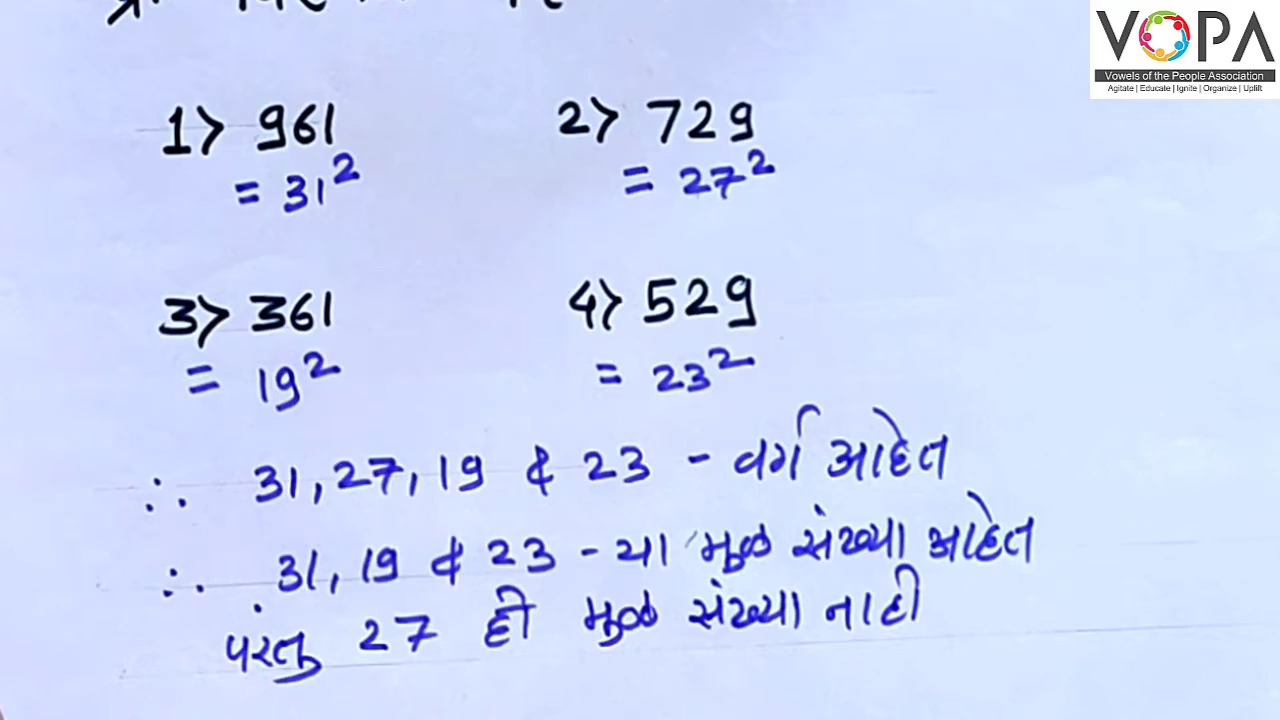 VOPA
Vowels of the People Association
Agitate | Educate | Ignite | Organize | Uplift
1> 961 2> 729
= 31² = 27²
3> 361 4> 529
= 19² = 23²
∴ 31, 27, 19 & 23 - वर्ग आहेत
∴ 31, 19 & 23 - या मुळ संख्या आहेत
परंतु 27 ही मुळ संख्या नाही